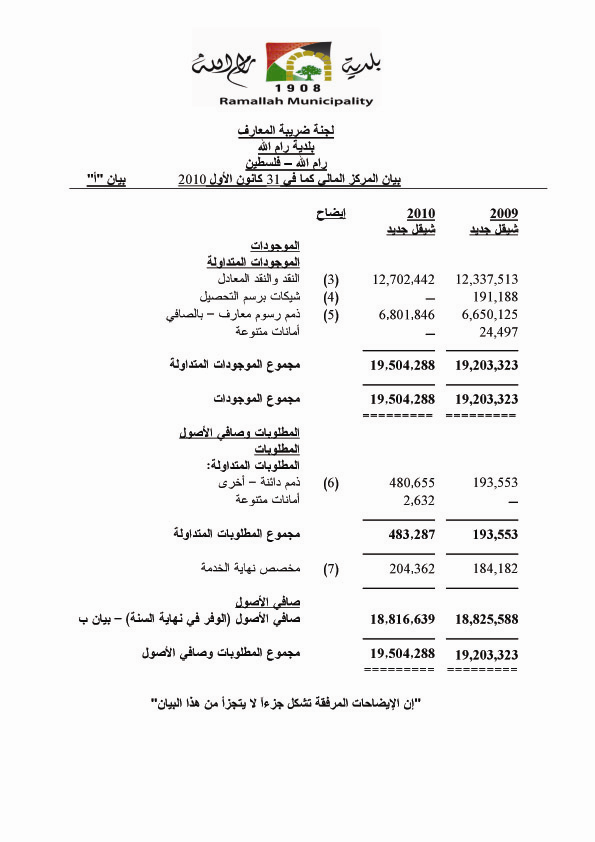 بلدية رام الله
1908
Ramallah Municipality
لجنة ضريبة المعارف
بلدية رام الله
رام الله – فلسطين
بيان المركز المالي كما في 31 كانون الأول 2010 بيان "أ"
إيضاح 2010 2009
شيقل جديد شيقل جديد
الموجودات
الموجودات المتداولة
النقد والنقد المعادل (3) 12,702,442 12,337,513
شيكات برسم التحصيل (4) – 191,188
ذمم رسوم معارف – بالصافي (5) 6,801,846 6,650,125
أمانات متنوعة – 24,497
مجموع الموجودات المتداولة 19,504,288 19,203,323
مجموع الموجودات 19,504,288 19,203,323
========= =========
المطلوبات وصافي الأصول
المطلوبات
المطلوبات المتداولة:
ذمم دائنة – أخرى (6) 480,655 193,553
أمانات متنوعة 2,632 –
مجموع المطلوبات المتداولة 483,287 193,553
مخصص نهاية الخدمة (7) 204,362 184,182
صافي الأصول
صافي الأصول (الوفر في نهاية السنة) – بيان ب 18,816,639 18,825,588
مجموع المطلوبات وصافي الأصول 19,504,288 19,203,323
========= =========
"إن الإيضاحات المرفقة تشكل جزءاً لا يتجزأ من هذا البيان"